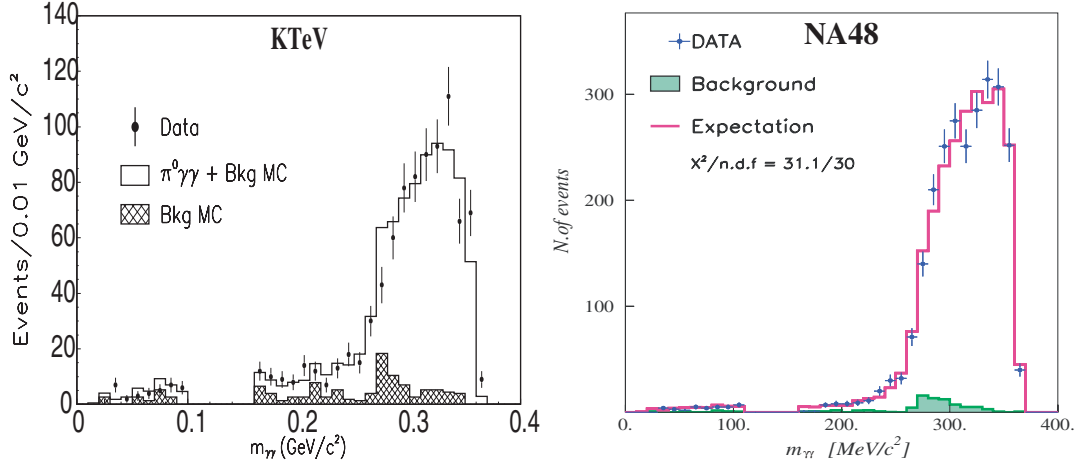 KTeV
Events/0.01 GeV/c²
140
120
100
80
60
40
20
0
Data
π⁰γγ + Bkg MC
Bkg MC
0
0.1
0.2
0.3
0.4
mγγ (GeV/c²)
NA48
DATA
Background
Expectation
X²/n.d.f = 31.1/30
N.of events
300
200
100
0
100.
200.
300.
400.
mγγ [MeV/c²]